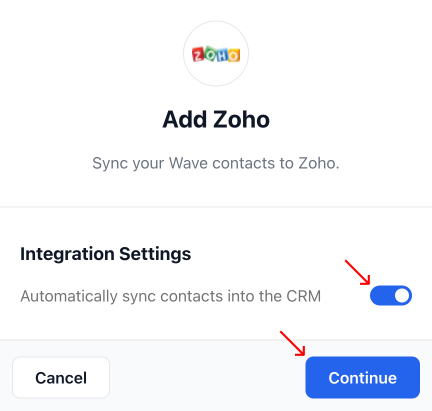 ZOHO
Add Zoho
Sync your Wave contacts to Zoho.
Integration Settings
Automatically sync contacts into the CRM
Cancel
Continue